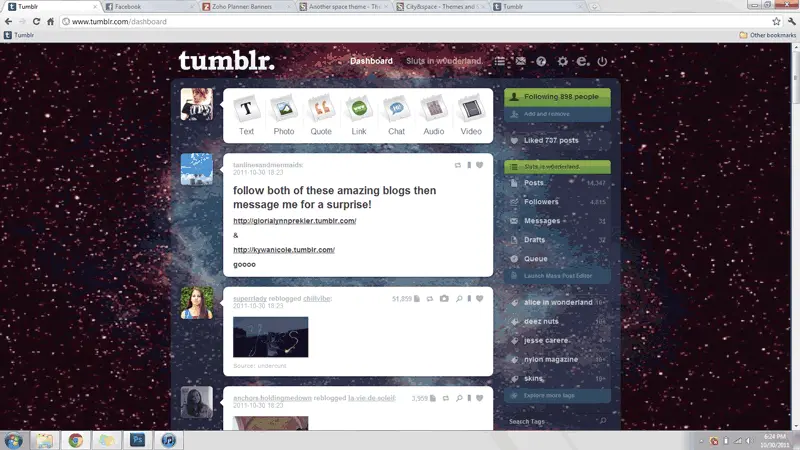 Tumblr
Facebook
Zoho Planner: Banners
Another space theme - The
City&space - Themes and S
Tumblr
www.tumblr.com/dashboard
Tumblr
Other bookmarks
tumblr.
Dashboard
Sluts in w0nderland.
Following 898 people
Text
Photo
Quote
Link
Chat
Audio
Video
Add and remove
Liked 737 posts
tanlinesandmermaids:
2011-10-30 18:23
follow both of these amazing blogs then
message me for a surprise!
http://glorialynnprekler.tumblr.com/
&
http://kywanicole.tumblr.com/
goooo
Sluts in w0nderland
Posts 14,347
Followers 4,615
Messages
Drafts
Queue
Launch Mass Post Editor
superrlady reblogged chillvibe:
2011-10-30 18:23
51,859
Source: undersunt
alice in wonderland
deez nuts
jesse carere
nylon magazine
skins
Explore more tags
anchors-holdingmedown reblogged la-vie-de-soleil:
2011-10-30 18:23
3,959
Search Tags
6:24 PM
10/30/2011